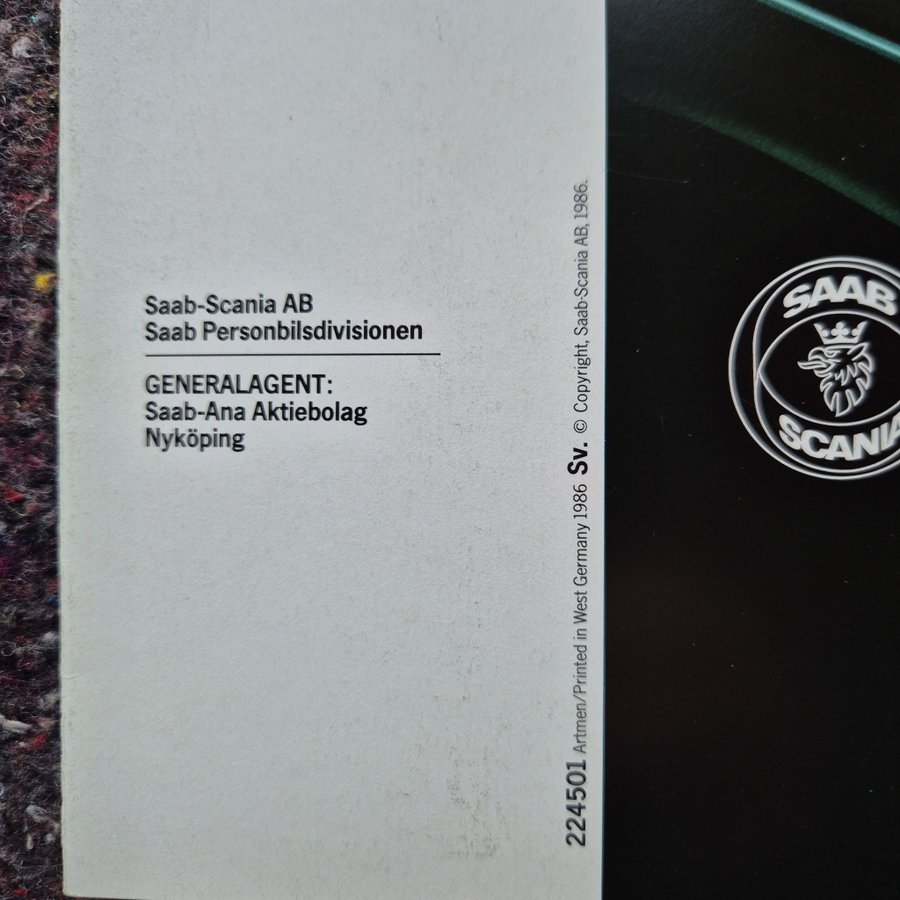 Saab-Scania AB
Saab Personbilsdivisionen
GENERALAGENT:
Saab-Ana Aktiebolag
Nyköping
224501 Artmen/Printed in West Germany 1986 Sv. © Copyright, Saab-Scania AB, 1986.
SAAB
SCANIA